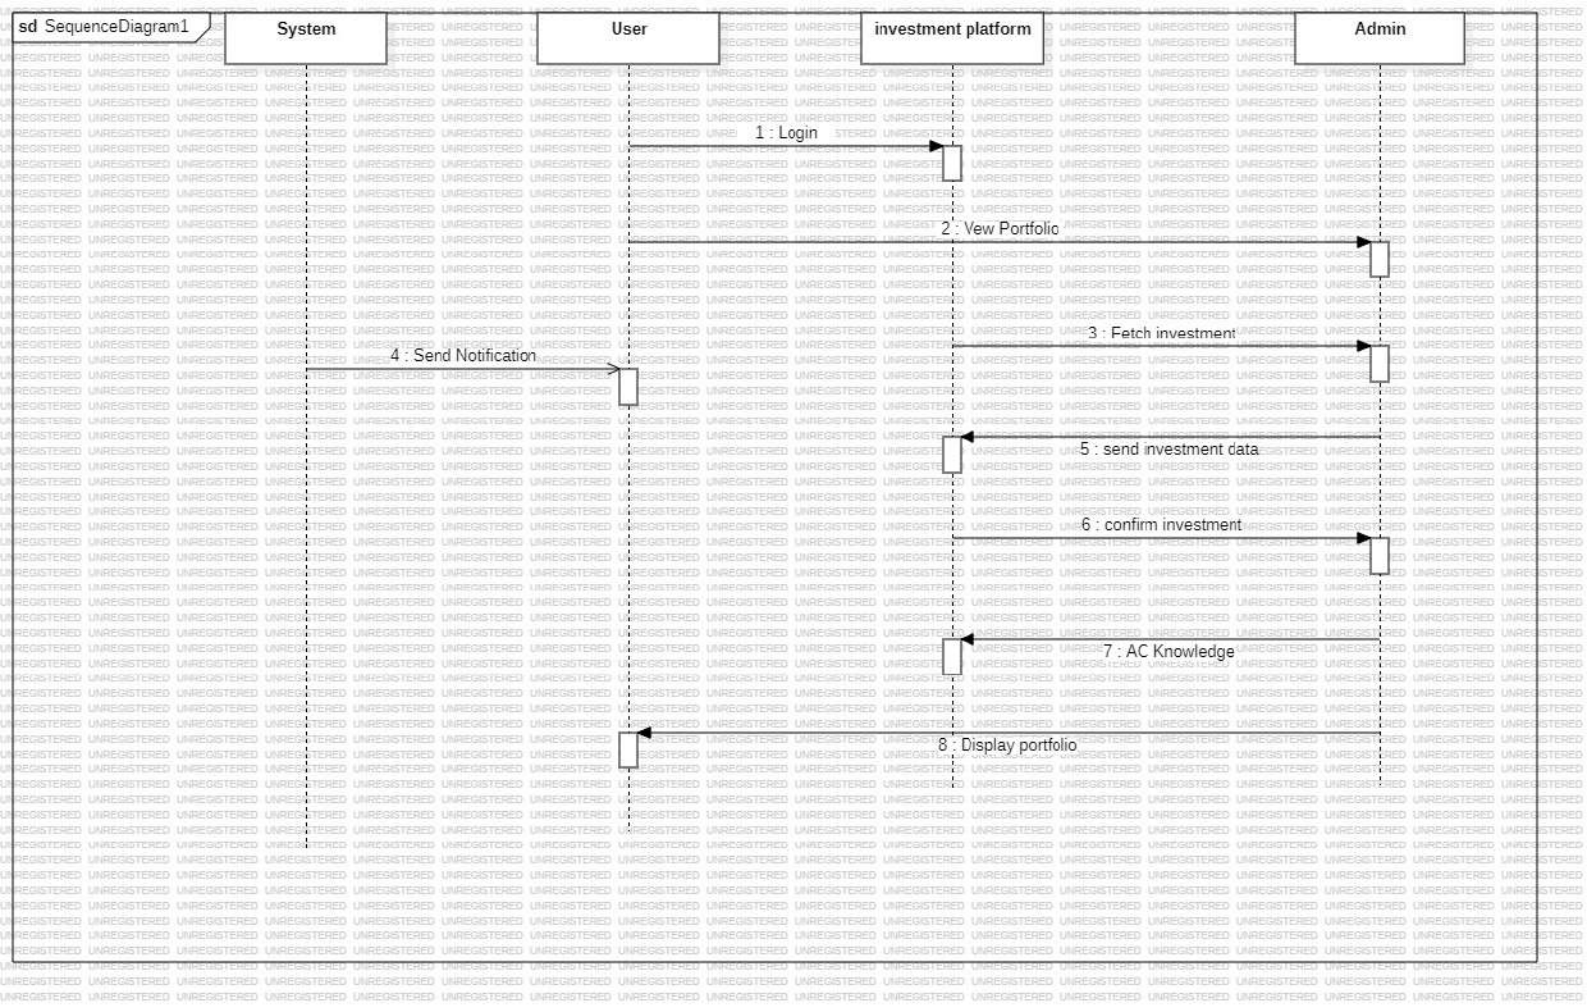 sd SequenceDiagram1
System
User
investment platform
Admin
1 : Login
2 : Vew Portfolio
3 : Fetch investment
4 : Send Notification
5 : send investment data
6 : confirm investment
7 : AC Knowledge
8 : Display portfolio
UNREGISTERED